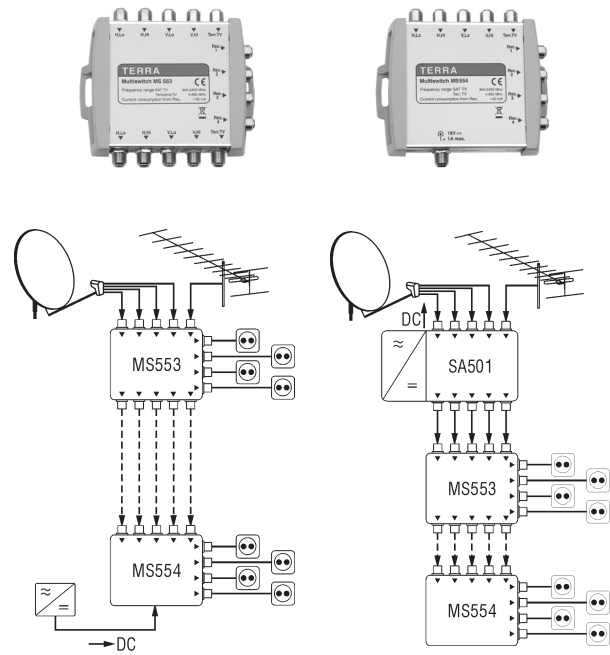 H,Lo H,Hi V,Lo V,Hi Terr.TV
Rec. 1
TERRA
Rec. 2
Multiswitch MS 553
CE
Frequency range SAT TV 950-2400 MHz
Terrestrial TV 5-862 MHz
Rec. 3
Current consumption from Rec. <60 mA
Rec. 4
H,Lo H,Hi V,Lo V,Hi Terr.TV
H,Lo H,Hi V,Lo V,Hi Terr.TV
Rec. 1
TERRA
Rec. 2
Multiswitch MS554
CE
Frequency range SAT TV 950-2400 MHz
Terr. TV 5-862 MHz
Rec. 3
Current consumption from Rec.
Rec. 4
18V
1A max.
MS553
MS554
DC
DC
SA501
MS553
MS554